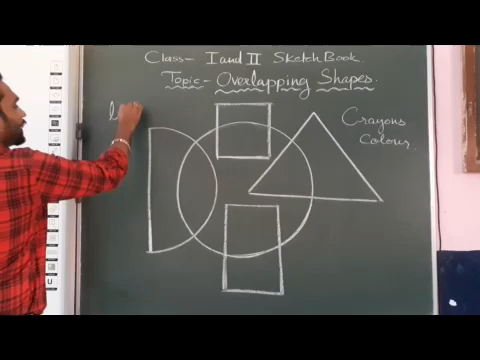 Class- I and II Sketch Book.
Topic - Overlapping Shapes.
Crayons
Colour.